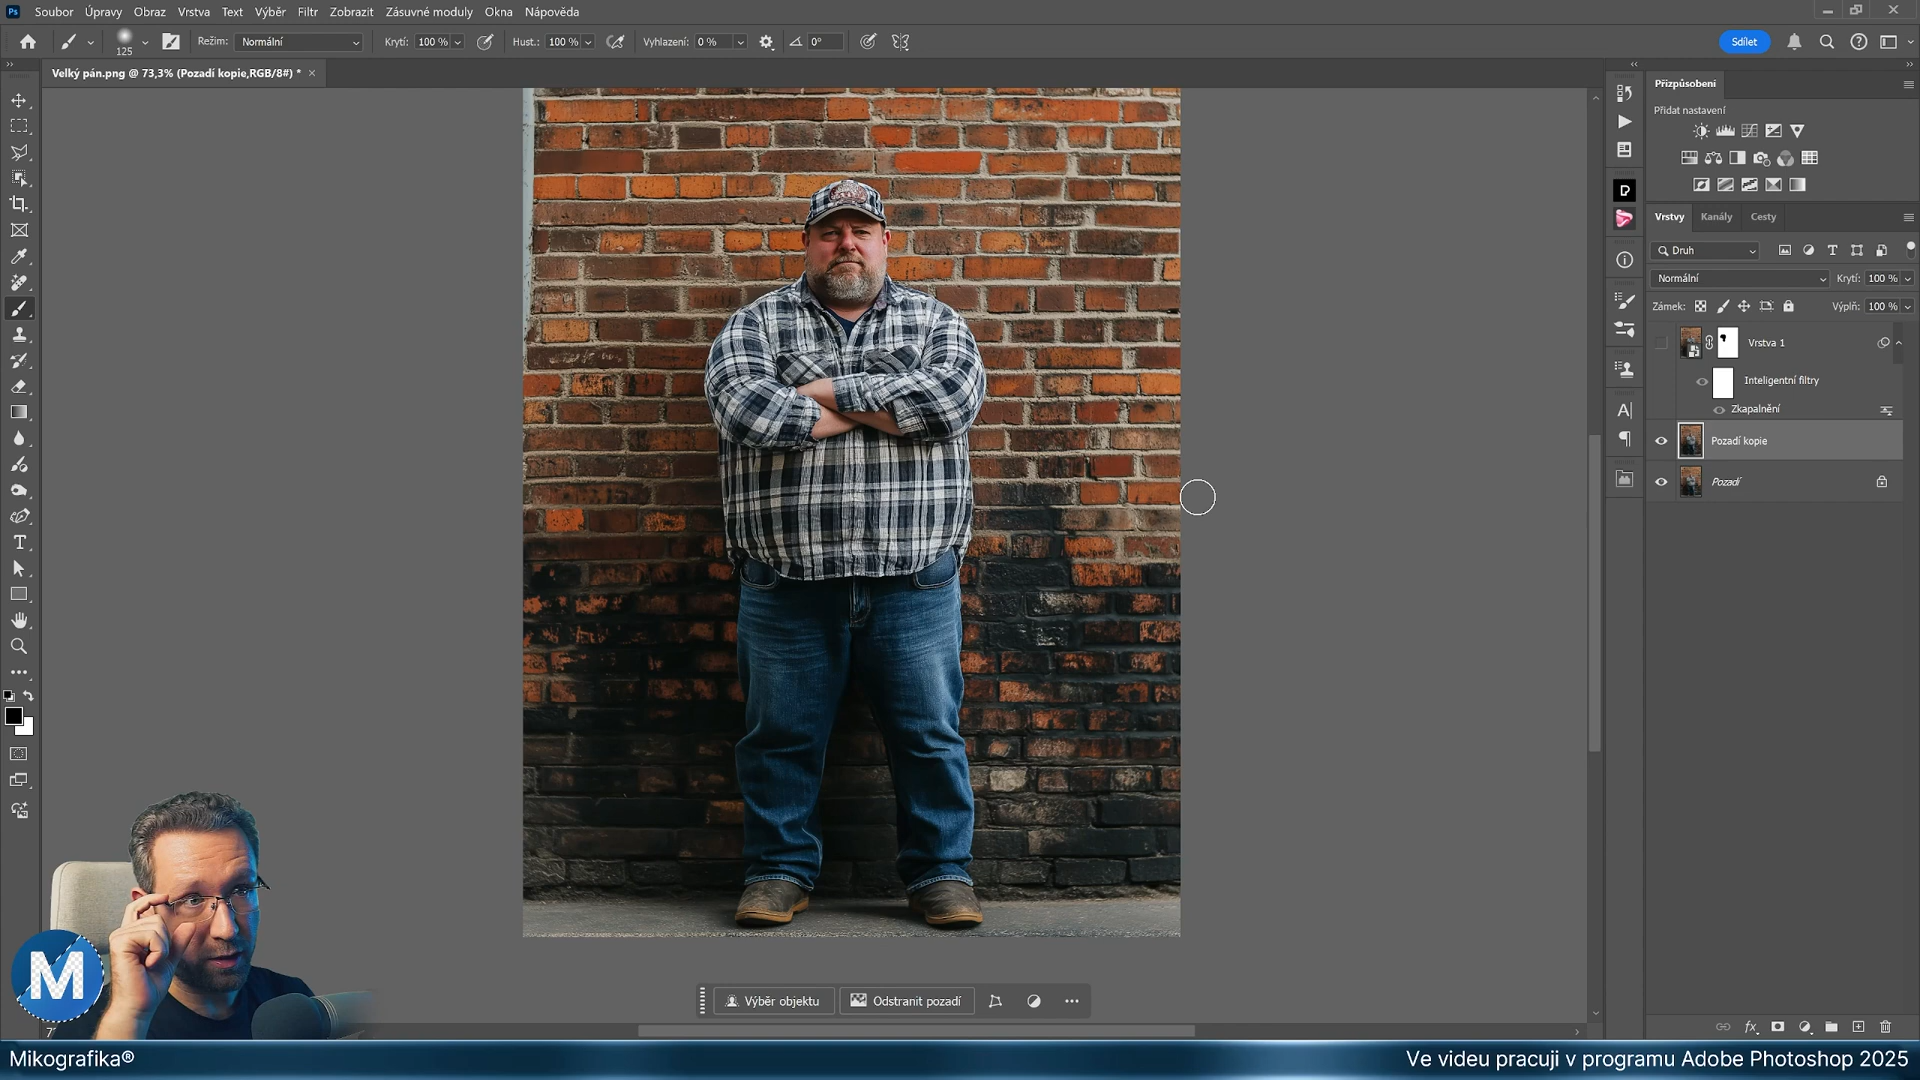 Ps Soubor Úpravy Obraz Vrstva Text Výběr Filtr Zobrazit Zásuvné moduly Okna Nápověda
125 Režim: Normální Krytí: 100 % Hust.: 100 % Vyhlazení: 0 % 0° Sdílet
Velký pán.png @ 73,3% (Pozadí kopie,RGB/8#) *
Přizpůsobení
Přidat nastavení
Vrstvy Kanály Cesty
Druh
Normální Krytí: 100 %
Zámek: Výplň: 100 %
Vrstva 1
Inteligentní filtry
Zkapalnění
Pozadí kopie
Pozadí
Výběr objektu Odstranit pozadí
M
Mikografika® Ve videu pracuji v programu Adobe Photoshop 2025